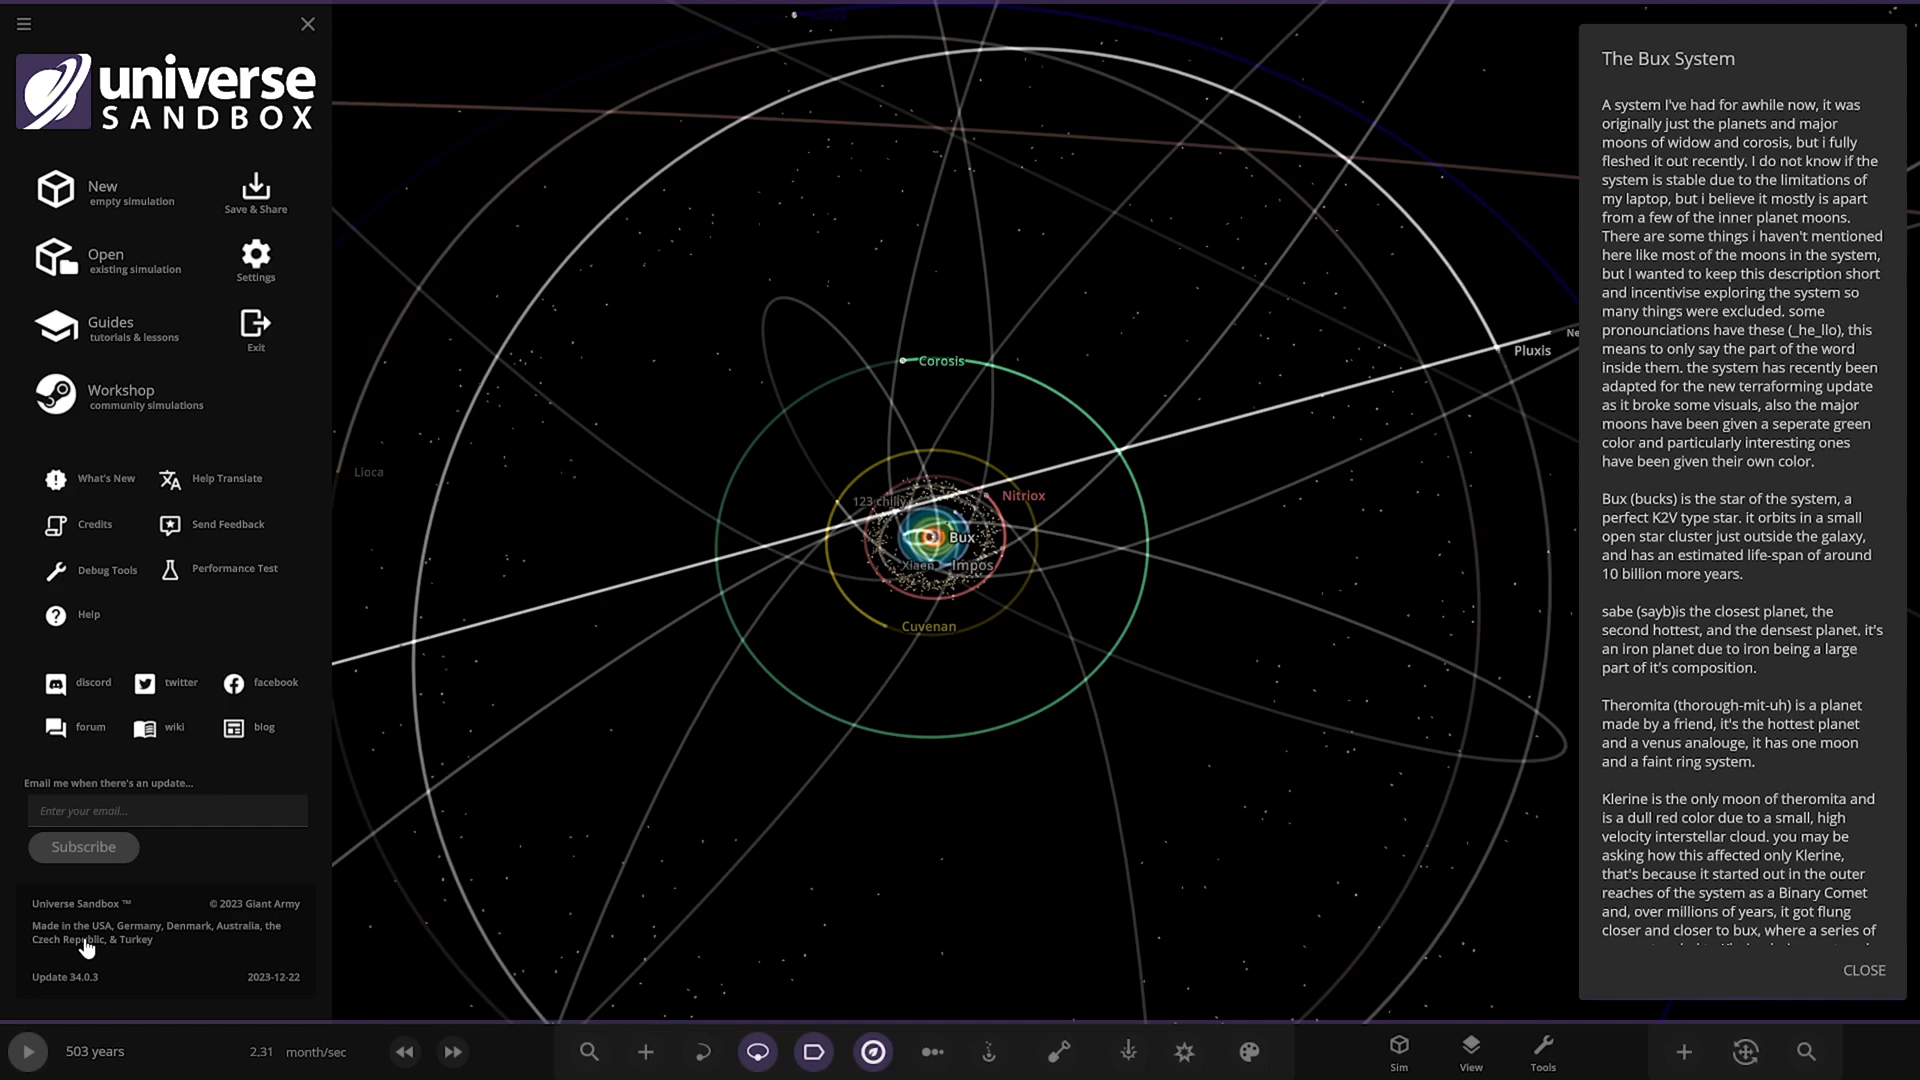 universe
SANDBOX
New
empty simulation
Save & Share
Open
existing simulation
Settings
Guides
tutorials & lessons
Exit
Workshop
community simulations
What's New
Help Translate
Credits
Send Feedback
Debug Tools
Performance Test
Help
discord
twitter
facebook
forum
wiki
blog
Email me when there's an update...
Enter your email...
Subscribe
Universe Sandbox ™
© 2023 Giant Army
Made in the USA, Germany, Denmark, Australia, the
Czech Republic, & Turkey
Update 34.0.3
2023-12-22
Corosis
Pluxis
Ne
Lloca
Nitriox
123 chilly
Bux
Xiaen
Impos
Cuvenan
The Bux System
A system I've had for awhile now, it was
originally just the planets and major
moons of widow and corosis, but i fully
fleshed it out recently. I do not know if the
system is stable due to the limitations of
my laptop, but i believe it mostly is apart
from a few of the inner planet moons.
There are some things i haven't mentioned
here like most of the moons in the system,
but I wanted to keep this description short
and incentivise exploring the system so
many things were excluded. some
pronounciations have these (_he_llo), this
means to only say the part of the word
inside them. the system has recently been
adapted for the new terraforming update
as it broke some visuals, also the major
moons have been given a seperate green
color and particularly interesting ones
have been given their own color.
Bux (bucks) is the star of the system, a
perfect K2V type star. it orbits in a small
open star cluster just outside the galaxy,
and has an estimated life-span of around
10 billion more years.
sabe (sayb)is the closest planet, the
second hottest, and the densest planet. it's
an iron planet due to iron being a large
part of it's composition.
Theromita (thorough-mit-uh) is a planet
made by a friend, it's the hottest planet
and a venus analouge, it has one moon
and a faint ring system.
Klerine is the only moon of theromita and
is a dull red color due to a small, high
velocity interstellar cloud. you may be
asking how this affected only Klerine,
that's because it started out in the outer
reaches of the system as a Binary Comet
and, over millions of years, it got flung
closer and closer to bux, where a series of
CLOSE
503 years
2.31 month/sec
Sim
View
Tools